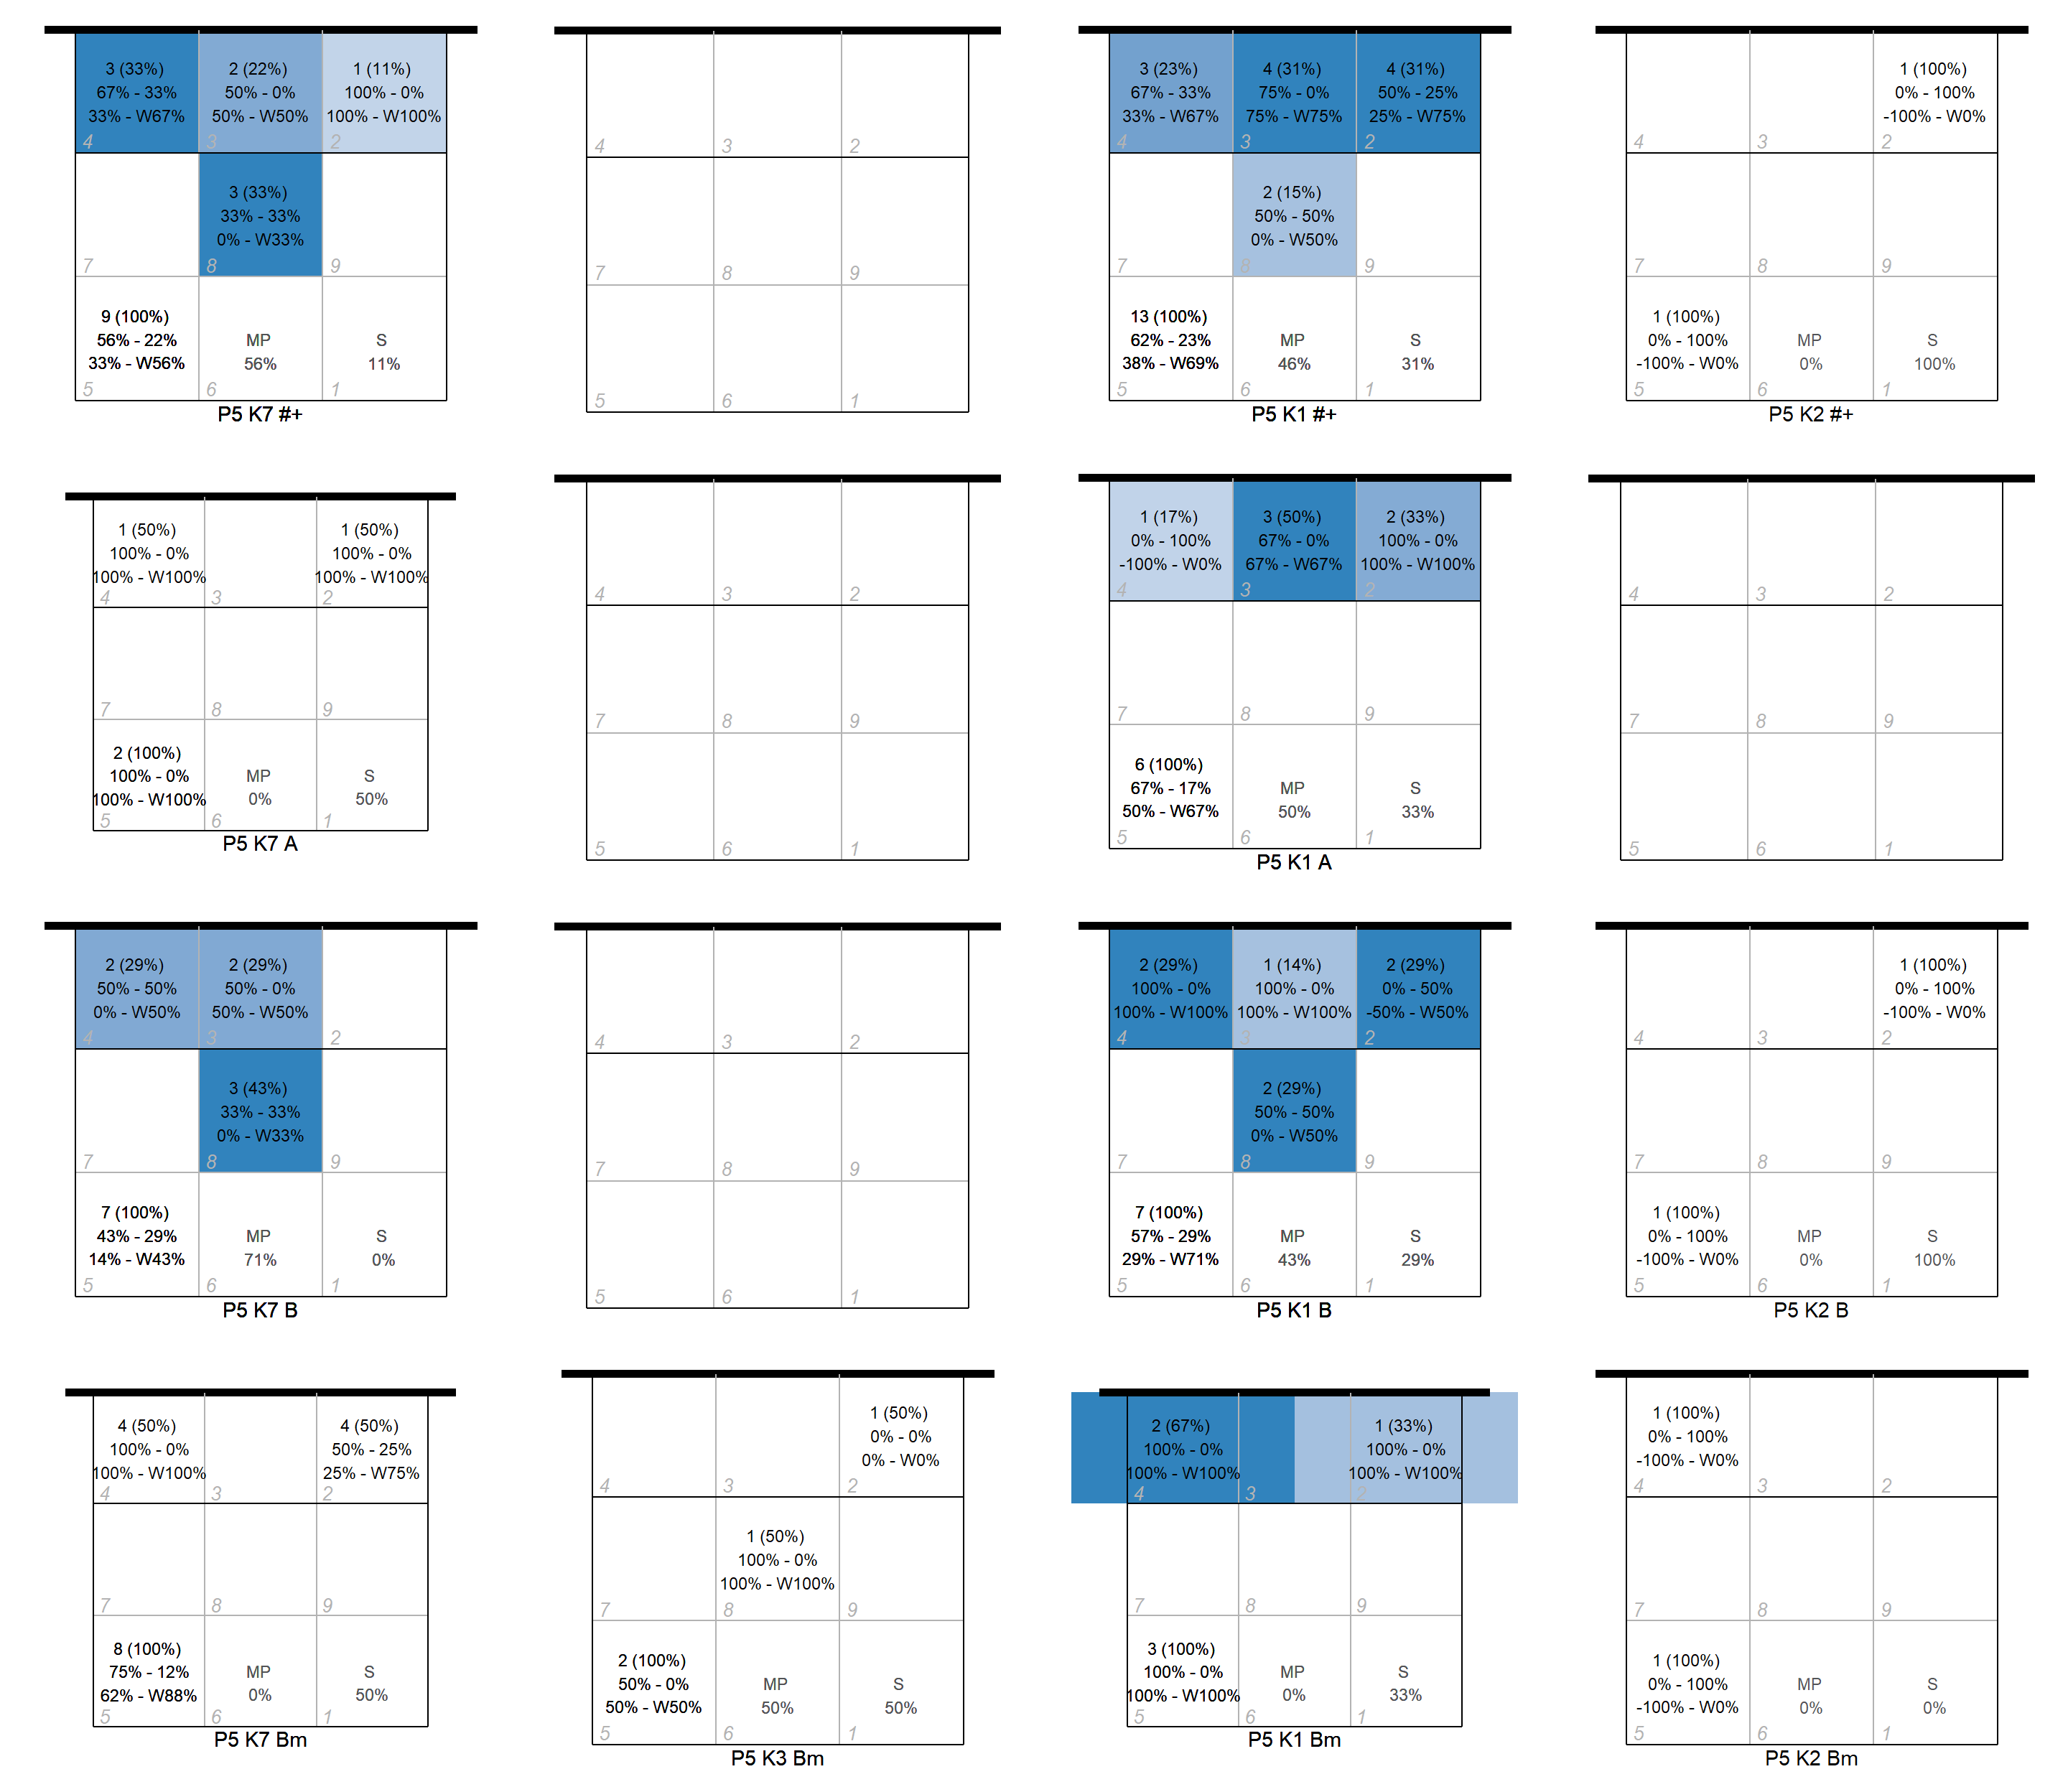 3 (33%)
67% - 33%
33% - W67%
4
2 (22%)
50% - 0%
50% - W50%
3
1 (11%)
100% - 0%
100% - W100%
2
7
3 (33%)
33% - 33%
0% - W33%
8
9
9 (100%)
56% - 22%
33% - W56%
5
MP
56%
6
S
11%
1
P5 K7 #+
4
3
2
7
8
9
5
6
1
3 (23%)
67% - 33%
33% - W67%
4
4 (31%)
75% - 0%
75% - W75%
3
4 (31%)
50% - 25%
25% - W75%
2
7
2 (15%)
50% - 50%
0% - W50%
8
9
13 (100%)
62% - 23%
38% - W69%
5
MP
46%
6
S
31%
1
P5 K1 #+
4
3
1 (100%)
0% - 100%
-100% - W0%
2
7
8
9
1 (100%)
0% - 100%
-100% - W0%
5
MP
0%
6
S
100%
1
P5 K2 #+
1 (50%)
100% - 0%
100% - W100%
4
3
1 (50%)
100% - 0%
100% - W100%
2
7
8
9
2 (100%)
100% - 0%
100% - W100%
5
MP
0%
6
S
50%
1
P5 K7 A
4
3
2
7
8
9
5
6
1
1 (17%)
0% - 100%
-100% - W0%
4
3 (50%)
67% - 0%
67% - W67%
3
2 (33%)
100% - 0%
100% - W100%
2
7
8
9
6 (100%)
67% - 17%
50% - W67%
5
MP
50%
6
S
33%
1
P5 K1 A
4
3
2
7
8
9
5
6
1
2 (29%)
50% - 50%
0% - W50%
4
2 (29%)
50% - 0%
50% - W50%
3
2
7
3 (43%)
33% - 33%
0% - W33%
8
9
7 (100%)
43% - 29%
14% - W43%
5
MP
71%
6
S
0%
1
P5 K7 B
4
3
2
7
8
9
5
6
1
2 (29%)
100% - 0%
100% - W100%
4
1 (14%)
100% - 0%
100% - W100%
3
2 (29%)
0% - 50%
-50% - W50%
2
7
2 (29%)
50% - 50%
0% - W50%
8
9
7 (100%)
57% - 29%
29% - W71%
5
MP
43%
6
S
29%
1
P5 K1 B
4
3
1 (100%)
0% - 100%
-100% - W0%
2
7
8
9
1 (100%)
0% - 100%
-100% - W0%
5
MP
0%
6
S
100%
1
P5 K2 B
4 (50%)
100% - 0%
100% - W100%
4
3
4 (50%)
50% - 25%
25% - W75%
2
7
8
9
8 (100%)
75% - 12%
62% - W88%
5
MP
0%
6
S
50%
1
P5 K7 Bm
4
3
1 (50%)
0% - 0%
0% - W0%
2
7
1 (50%)
100% - 0%
100% - W100%
8
9
2 (100%)
50% - 0%
50% - W50%
5
MP
50%
6
S
50%
1
P5 K3 Bm
2 (67%)
100% - 0%
100% - W100%
4
3
1 (33%)
100% - 0%
100% - W100%
2
7
8
9
3 (100%)
100% - 0%
100% - W100%
5
MP
0%
6
S
33%
1
P5 K1 Bm
1 (100%)
0% - 100%
-100% - W0%
4
3
2
7
8
9
1 (100%)
0% - 100%
-100% - W0%
5
MP
0%
6
S
0%
1
P5 K2 Bm